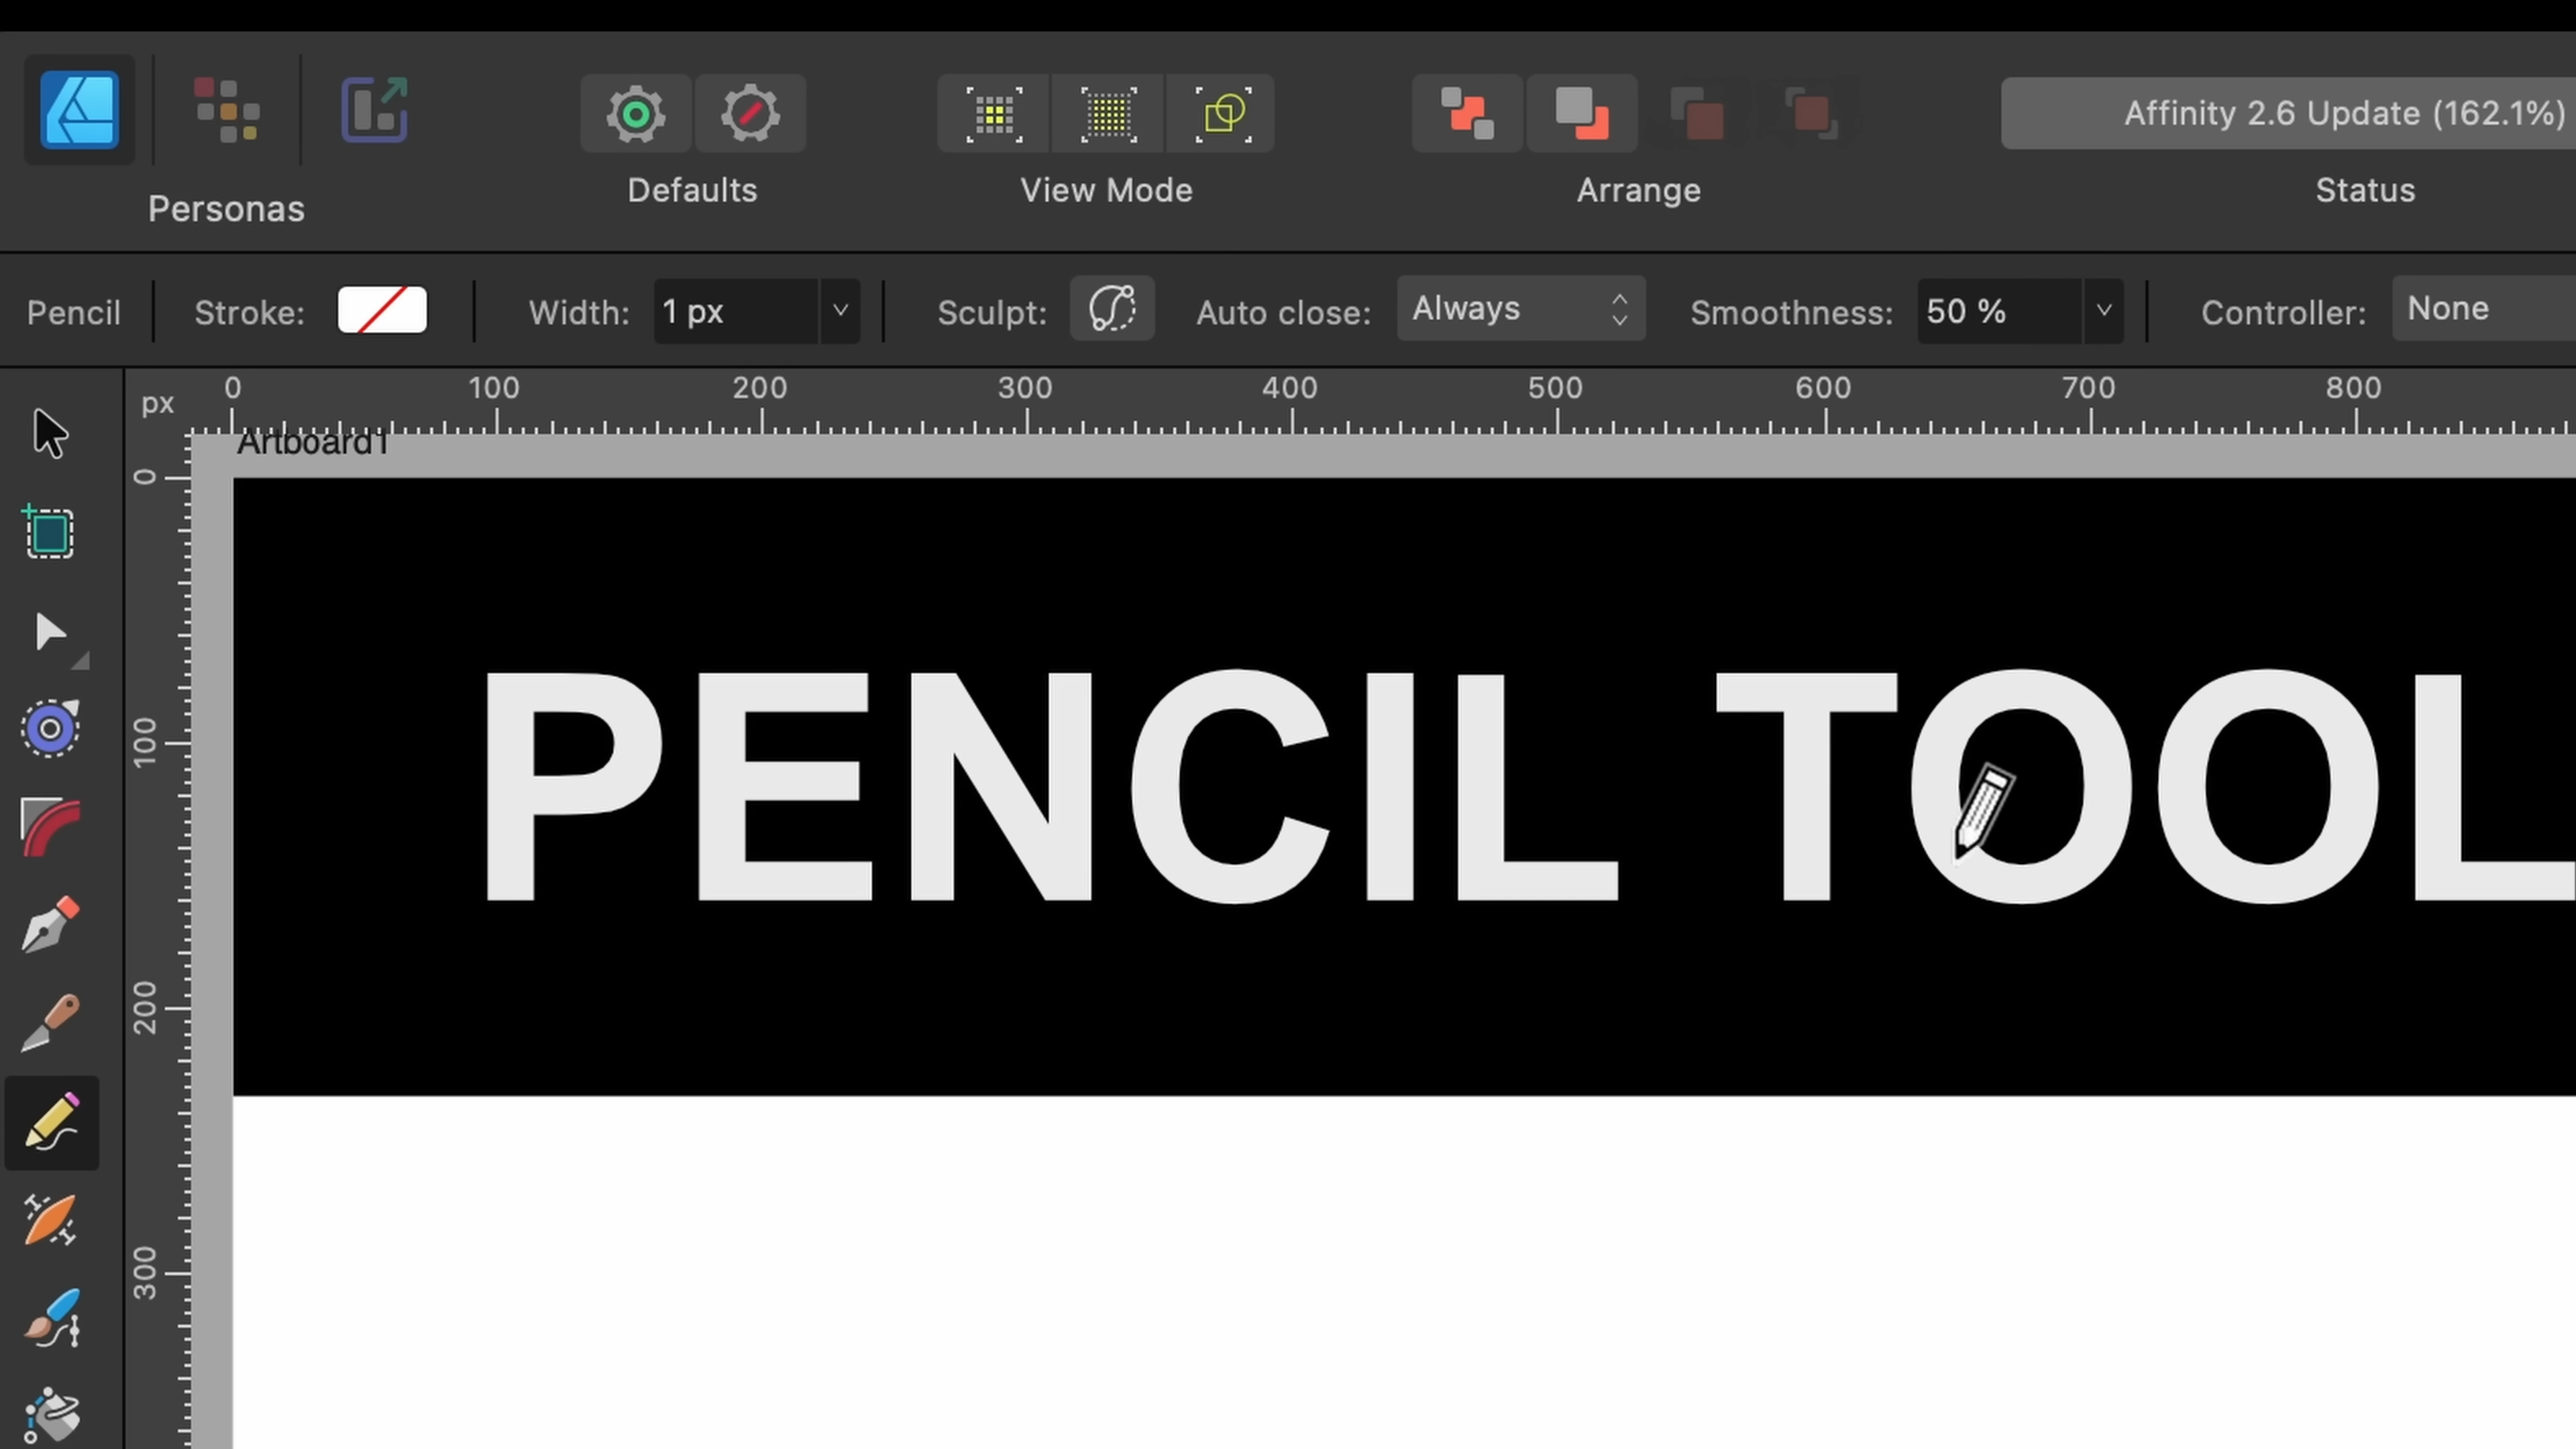 Personas
Defaults
View Mode
Arrange
Affinity 2.6 Update (162.1%)
Status
Pencil
Stroke:
Width: 1 px
Sculpt:
Auto close: Always
Smoothness: 50 %
Controller: None
px
0 100 200 300 400 500 600 700 800
Artboard1
0
100
200
300
PENCIL TOOL